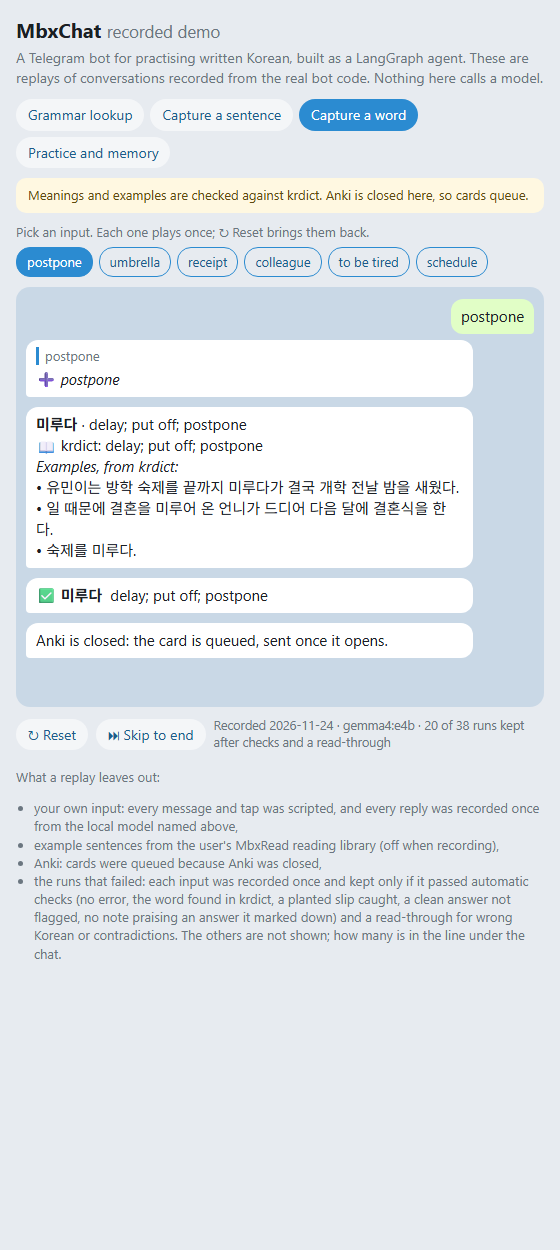 MbxChat recorded demo
A Telegram bot for practising written Korean, built as a LangGraph agent. These are
replays of conversations recorded from the real bot code. Nothing here calls a model.
Grammar lookup
Capture a sentence
Capture a word
Practice and memory
Meanings and examples are checked against krdict. Anki is closed here, so cards queue.
Pick an input. Each one plays once; ↻ Reset brings them back.
postpone
umbrella
receipt
colleague
to be tired
schedule
postpone
postpone
➕ postpone
미루다 · delay; put off; postpone
📖 krdict: delay; put off; postpone
Examples, from krdict:
• 유민이는 방학 숙제를 끝까지 미루다가 결국 개학 전날 밤을 새웠다.
• 일 때문에 결혼을 미루어 온 언니가 드디어 다음 달에 결혼식을 한
다.
• 숙제를 미루다.
✅ 미루다 delay; put off; postpone
Anki is closed: the card is queued, sent once it opens.
↻ Reset
⏭ Skip to end
Recorded 2026-11-24 · gemma4:e4b · 20 of 38 runs kept
after checks and a read-through
What a replay leaves out:
• your own input: every message and tap was scripted, and every reply was recorded once
from the local model named above,
• example sentences from the user's MbxRead reading library (off when recording),
• Anki: cards were queued because Anki was closed,
• the runs that failed: each input was recorded once and kept only if it passed automatic
checks (no error, the word found in krdict, a planted slip caught, a clean answer not
flagged, no note praising an answer it marked down) and a read-through for wrong
Korean or contradictions. The others are not shown; how many is in the line under the
chat.